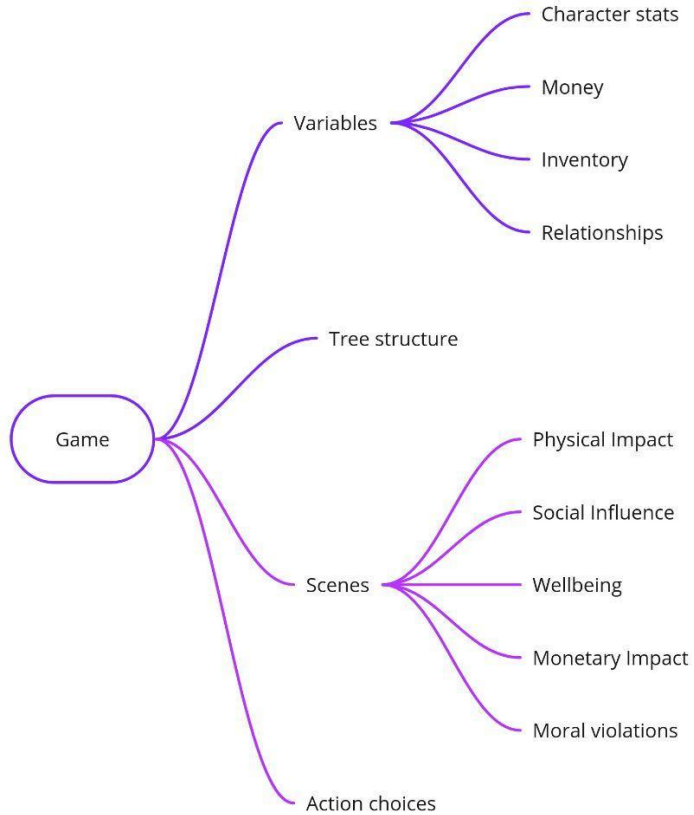 Game
Variables
Character stats
Money
Inventory
Relationships
Tree structure
Scenes
Physical Impact
Social Influence
Wellbeing
Monetary Impact
Moral violations
Action choices